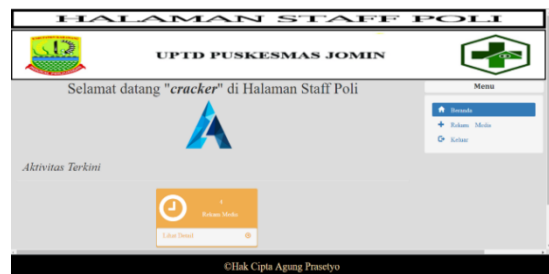 HALAMAN STAFF POLI
UPTD PUSKESMAS JOMIN
Selamat datang "cracker" di Halaman Staff Poli
Menu
Beranda
Rekam Medis
Keluar
Aktivitas Terkini
Rekam Medis
Lihat Detail
©Hak Cipta Agung Prasetyo